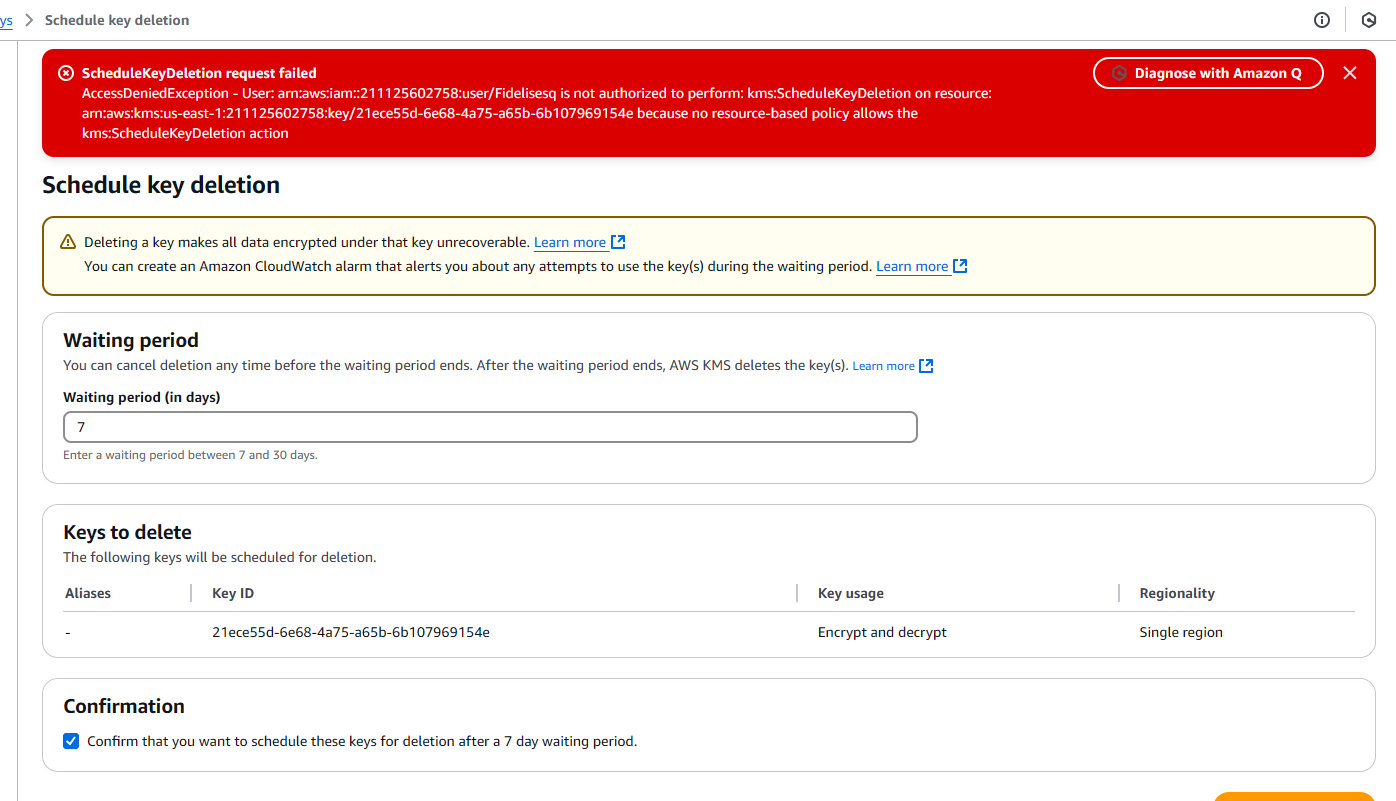 ys > Schedule key deletion
ScheduleKeyDeletion request failed
Diagnose with Amazon Q
AccessDeniedException - User: arn:aws:iam::211125602758:user/Fidelisesq is not authorized to perform: kms:ScheduleKeyDeletion on resource:
arn:aws:kms:us-east-1:211125602758:key/21ece55d-6e68-4a75-a65b-6b107969154e because no resource-based policy allows the
kms:ScheduleKeyDeletion action
Schedule key deletion
Deleting a key makes all data encrypted under that key unrecoverable. Learn more
You can create an Amazon CloudWatch alarm that alerts you about any attempts to use the key(s) during the waiting period. Learn more
Waiting period
You can cancel deletion any time before the waiting period ends. After the waiting period ends, AWS KMS deletes the key(s). Learn more
Waiting period (in days)
7
Enter a waiting period between 7 and 30 days.
Keys to delete
The following keys will be scheduled for deletion.
Aliases Key ID Key usage Regionality
- 21ece55d-6e68-4a75-a65b-6b107969154e Encrypt and decrypt Single region
Confirmation
Confirm that you want to schedule these keys for deletion after a 7 day waiting period.